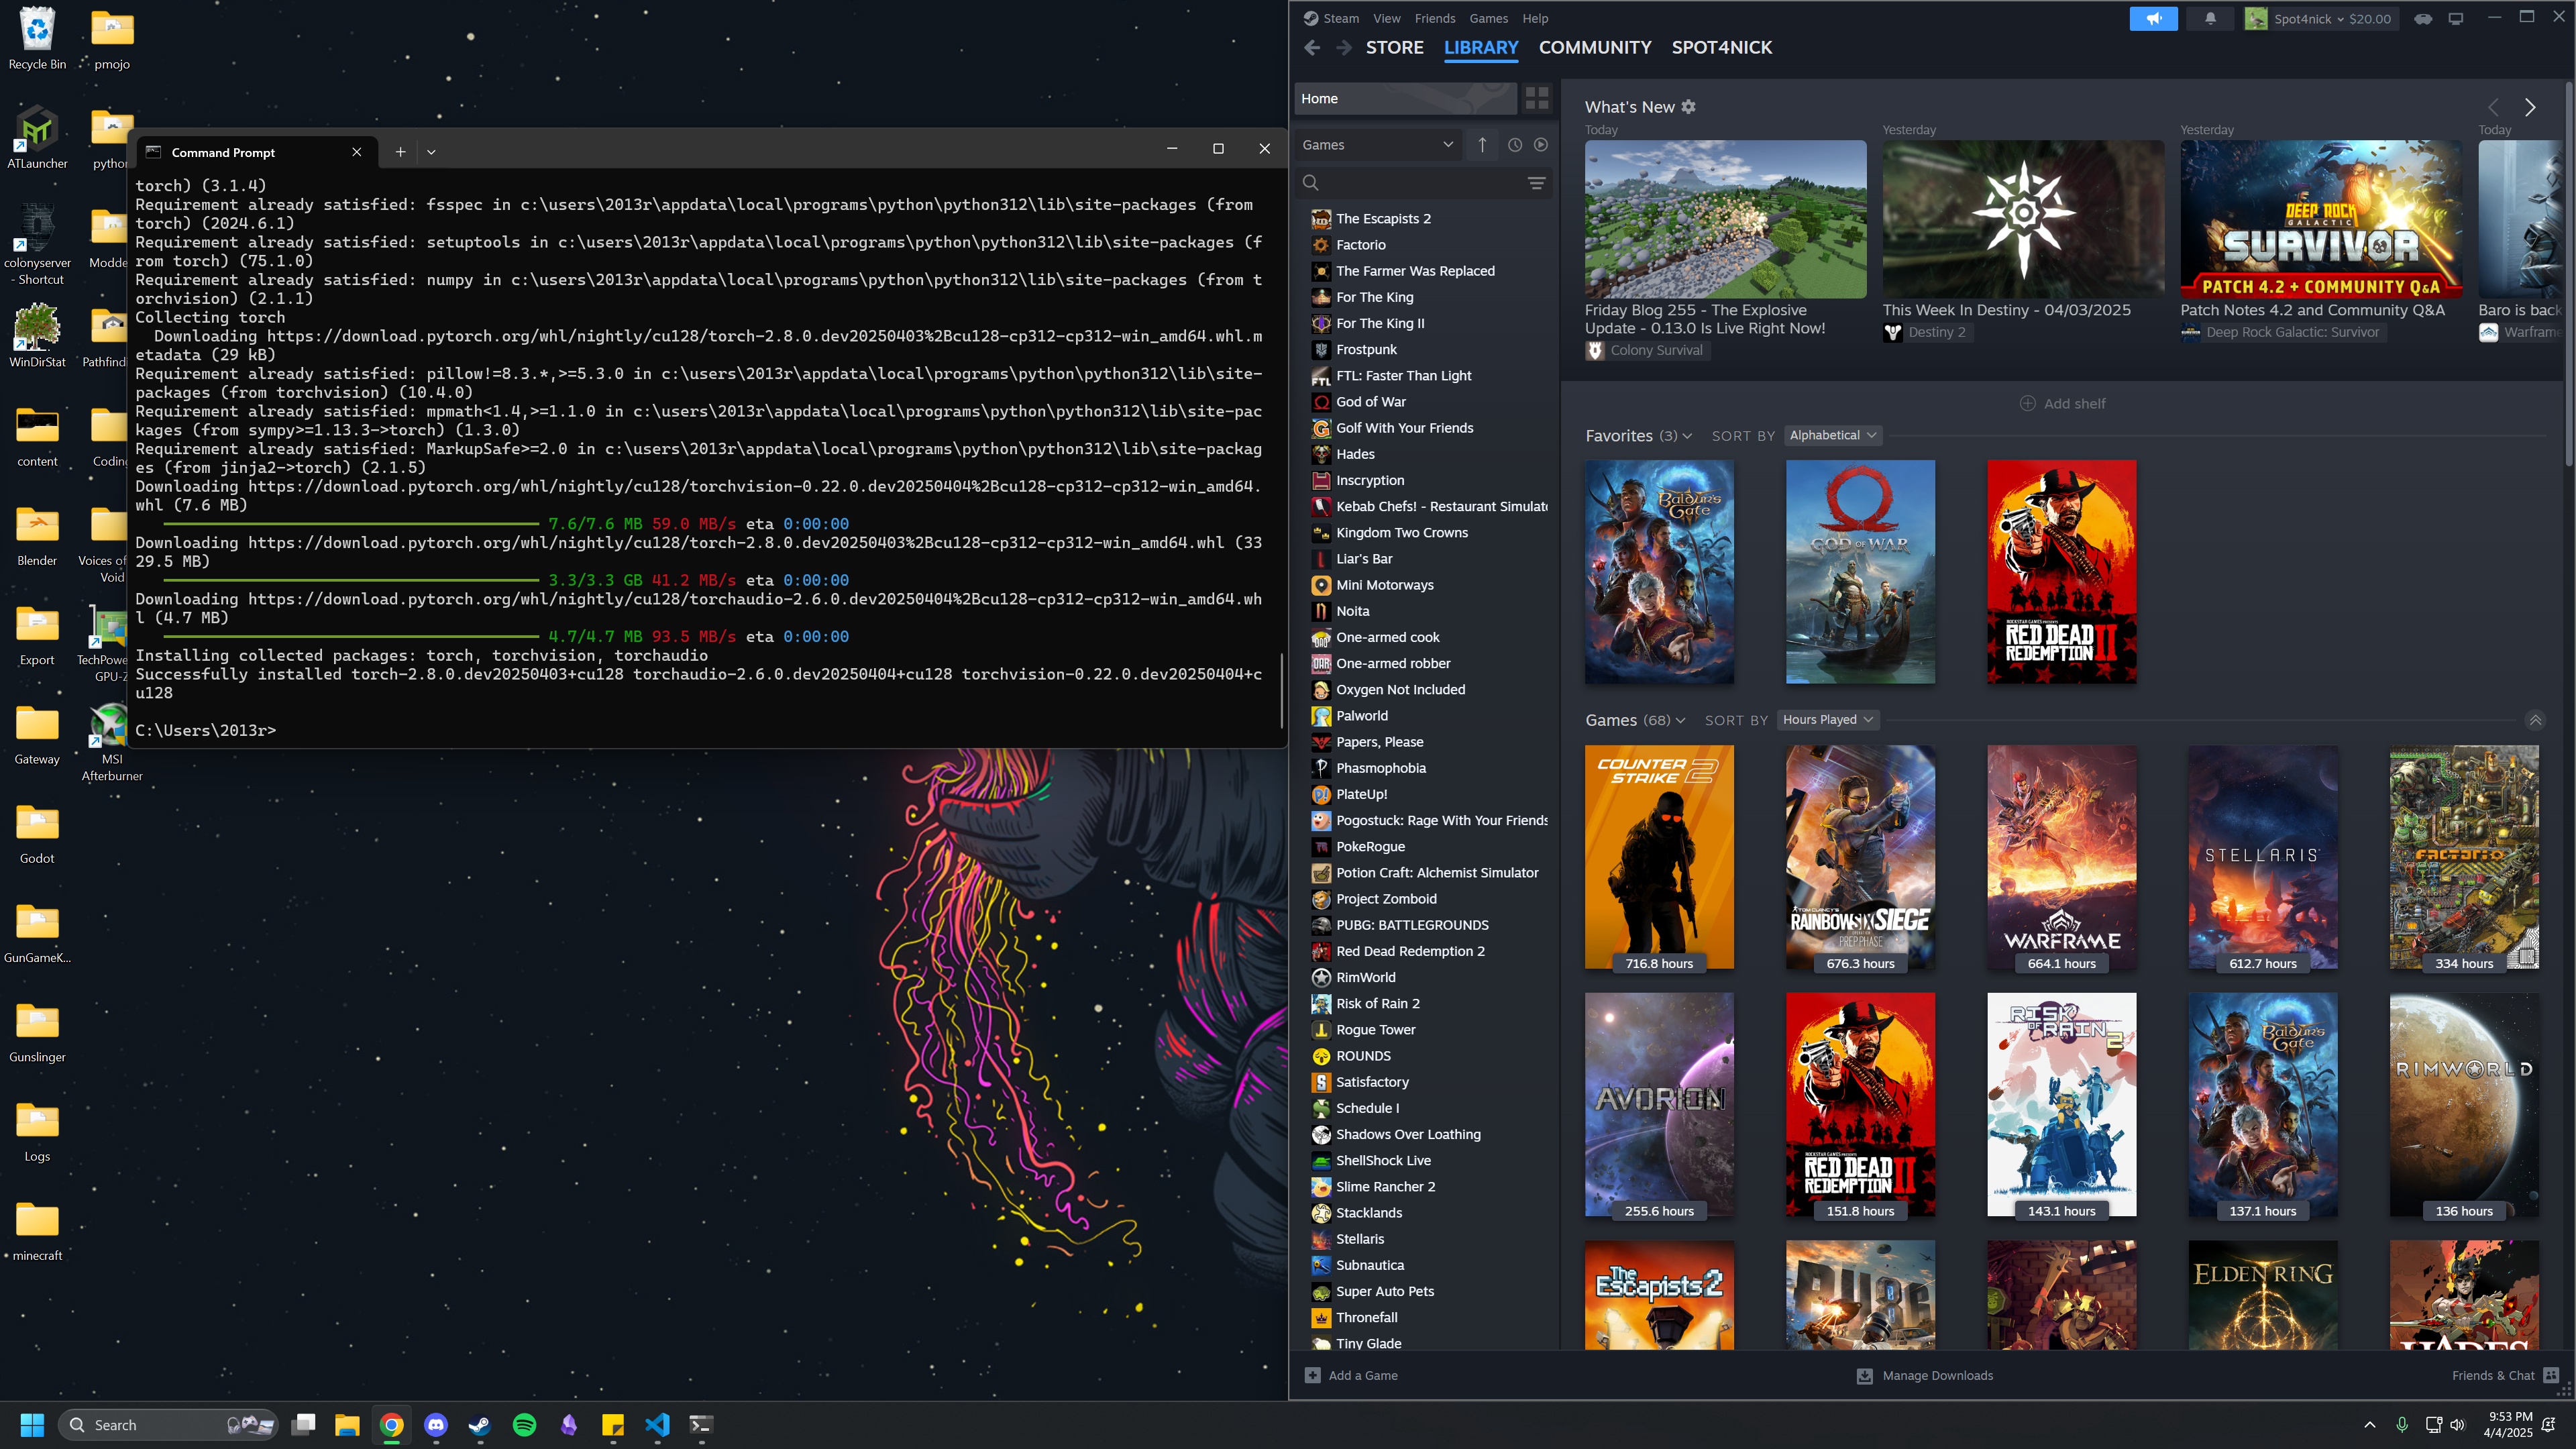 Recycle Bin
pmojo
ATLauncher
python
colonyserver
- Shortcut
Modde
WinDirStat
Pathfind
content
Coding
Blender
Voices of
Void
Export
TechPowe
GPU-Z
Gateway
MSI
Afterburner
Godot
GunGameK...
Gunslinger
Logs
minecraft
Command Prompt
torch) (3.1.4)
Requirement already satisfied: fsspec in c:\users\2013r\appdata\local\programs\python\python312\lib\site-packages (from
torch) (2024.6.1)
Requirement already satisfied: setuptools in c:\users\2013r\appdata\local\programs\python\python312\lib\site-packages (f
rom torch) (75.1.0)
Requirement already satisfied: numpy in c:\users\2013r\appdata\local\programs\python\python312\lib\site-packages (from t
orchvision) (2.1.1)
Collecting torch
Downloading https://download.pytorch.org/whl/nightly/cu128/torch-2.8.0.dev20250403%2Bcu128-cp312-cp312-win_amd64.whl.m
etadata (29 kB)
Requirement already satisfied: pillow!=8.3.*,>=5.3.0 in c:\users\2013r\appdata\local\programs\python\python312\lib\site-
packages (from torchvision) (10.4.0)
Requirement already satisfied: mpmath<1.4,>=1.1.0 in c:\users\2013r\appdata\local\programs\python\python312\lib\site-pac
kages (from sympy>=1.13.3->torch) (1.3.0)
Requirement already satisfied: MarkupSafe>=2.0 in c:\users\2013r\appdata\local\programs\python\python312\lib\site-packag
es (from jinja2->torch) (2.1.5)
Downloading https://download.pytorch.org/whl/nightly/cu128/torchvision-0.22.0.dev20250404%2Bcu128-cp312-cp312-win_amd64.
whl (7.6 MB)
7.6/7.6 MB 59.0 MB/s eta 0:00:00
Downloading https://download.pytorch.org/whl/nightly/cu128/torch-2.8.0.dev20250403%2Bcu128-cp312-cp312-win_amd64.whl (33
29.5 MB)
3.3/3.3 GB 41.2 MB/s eta 0:00:00
Downloading https://download.pytorch.org/whl/nightly/cu128/torchaudio-2.6.0.dev20250404%2Bcu128-cp312-cp312-win_amd64.wh
l (4.7 MB)
4.7/4.7 MB 93.5 MB/s eta 0:00:00
Installing collected packages: torch, torchvision, torchaudio
Successfully installed torch-2.8.0.dev20250403+cu128 torchaudio-2.6.0.dev20250404+cu128 torchvision-0.22.0.dev20250404+c
u128
C:\Users\2013r>
Steam View Friends Games Help
Spot4nick $20.00
STORE LIBRARY COMMUNITY SPOT4NICK
Home
Games
The Escapists 2
Factorio
The Farmer Was Replaced
For The King
For The King II
Frostpunk
FTL: Faster Than Light
God of War
Golf With Your Friends
Hades
Inscryption
Kebab Chefs! - Restaurant Simulato
Kingdom Two Crowns
Liar's Bar
Mini Motorways
Noita
One-armed cook
One-armed robber
Oxygen Not Included
Palworld
Papers, Please
Phasmophobia
PlateUp!
Pogostuck: Rage With Your Friends
PokeRogue
Potion Craft: Alchemist Simulator
Project Zomboid
PUBG: BATTLEGROUNDS
Red Dead Redemption 2
RimWorld
Risk of Rain 2
Rogue Tower
ROUNDS
Satisfactory
Schedule I
Shadows Over Loathing
ShellShock Live
Slime Rancher 2
Stacklands
Stellaris
Subnautica
Super Auto Pets
Thronefall
Tiny Glade
What's New
Today
Yesterday
Yesterday
Today
DEEP ROCK
GALACTIC
SURVIVOR
PATCH 4.2 + COMMUNITY Q&A
Friday Blog 255 - The Explosive
Update - 0.13.0 Is Live Right Now!
Colony Survival
This Week In Destiny - 04/03/2025
Destiny 2
Patch Notes 4.2 and Community Q&A
Deep Rock Galactic: Survivor
Baro is back
Warframe
Add shelf
Favorites (3) SORT BY Alphabetical
BALDUR'S
GATE
GOD OF WAR
RED DEAD
REDEMPTION II
Games (68) SORT BY Hours Played
COUNTER
STRIKE 2
716.8 hours
RAINBOW SIX SIEGE
PREP PHASE
676.3 hours
WARFRAME
664.1 hours
STELLARIS
612.7 hours
FACTORIO
334 hours
AVORION
255.6 hours
RED DEAD
REDEMPTION II
151.8 hours
RISK
OF RAIN 2
143.1 hours
BALDUR'S
GATE
137.1 hours
RIMWORLD
136 hours
The
Escapists 2
PUBG
ELDEN RING
HADES
Add a Game
Manage Downloads
Friends & Chat
Search
9:53 PM
4/4/2025